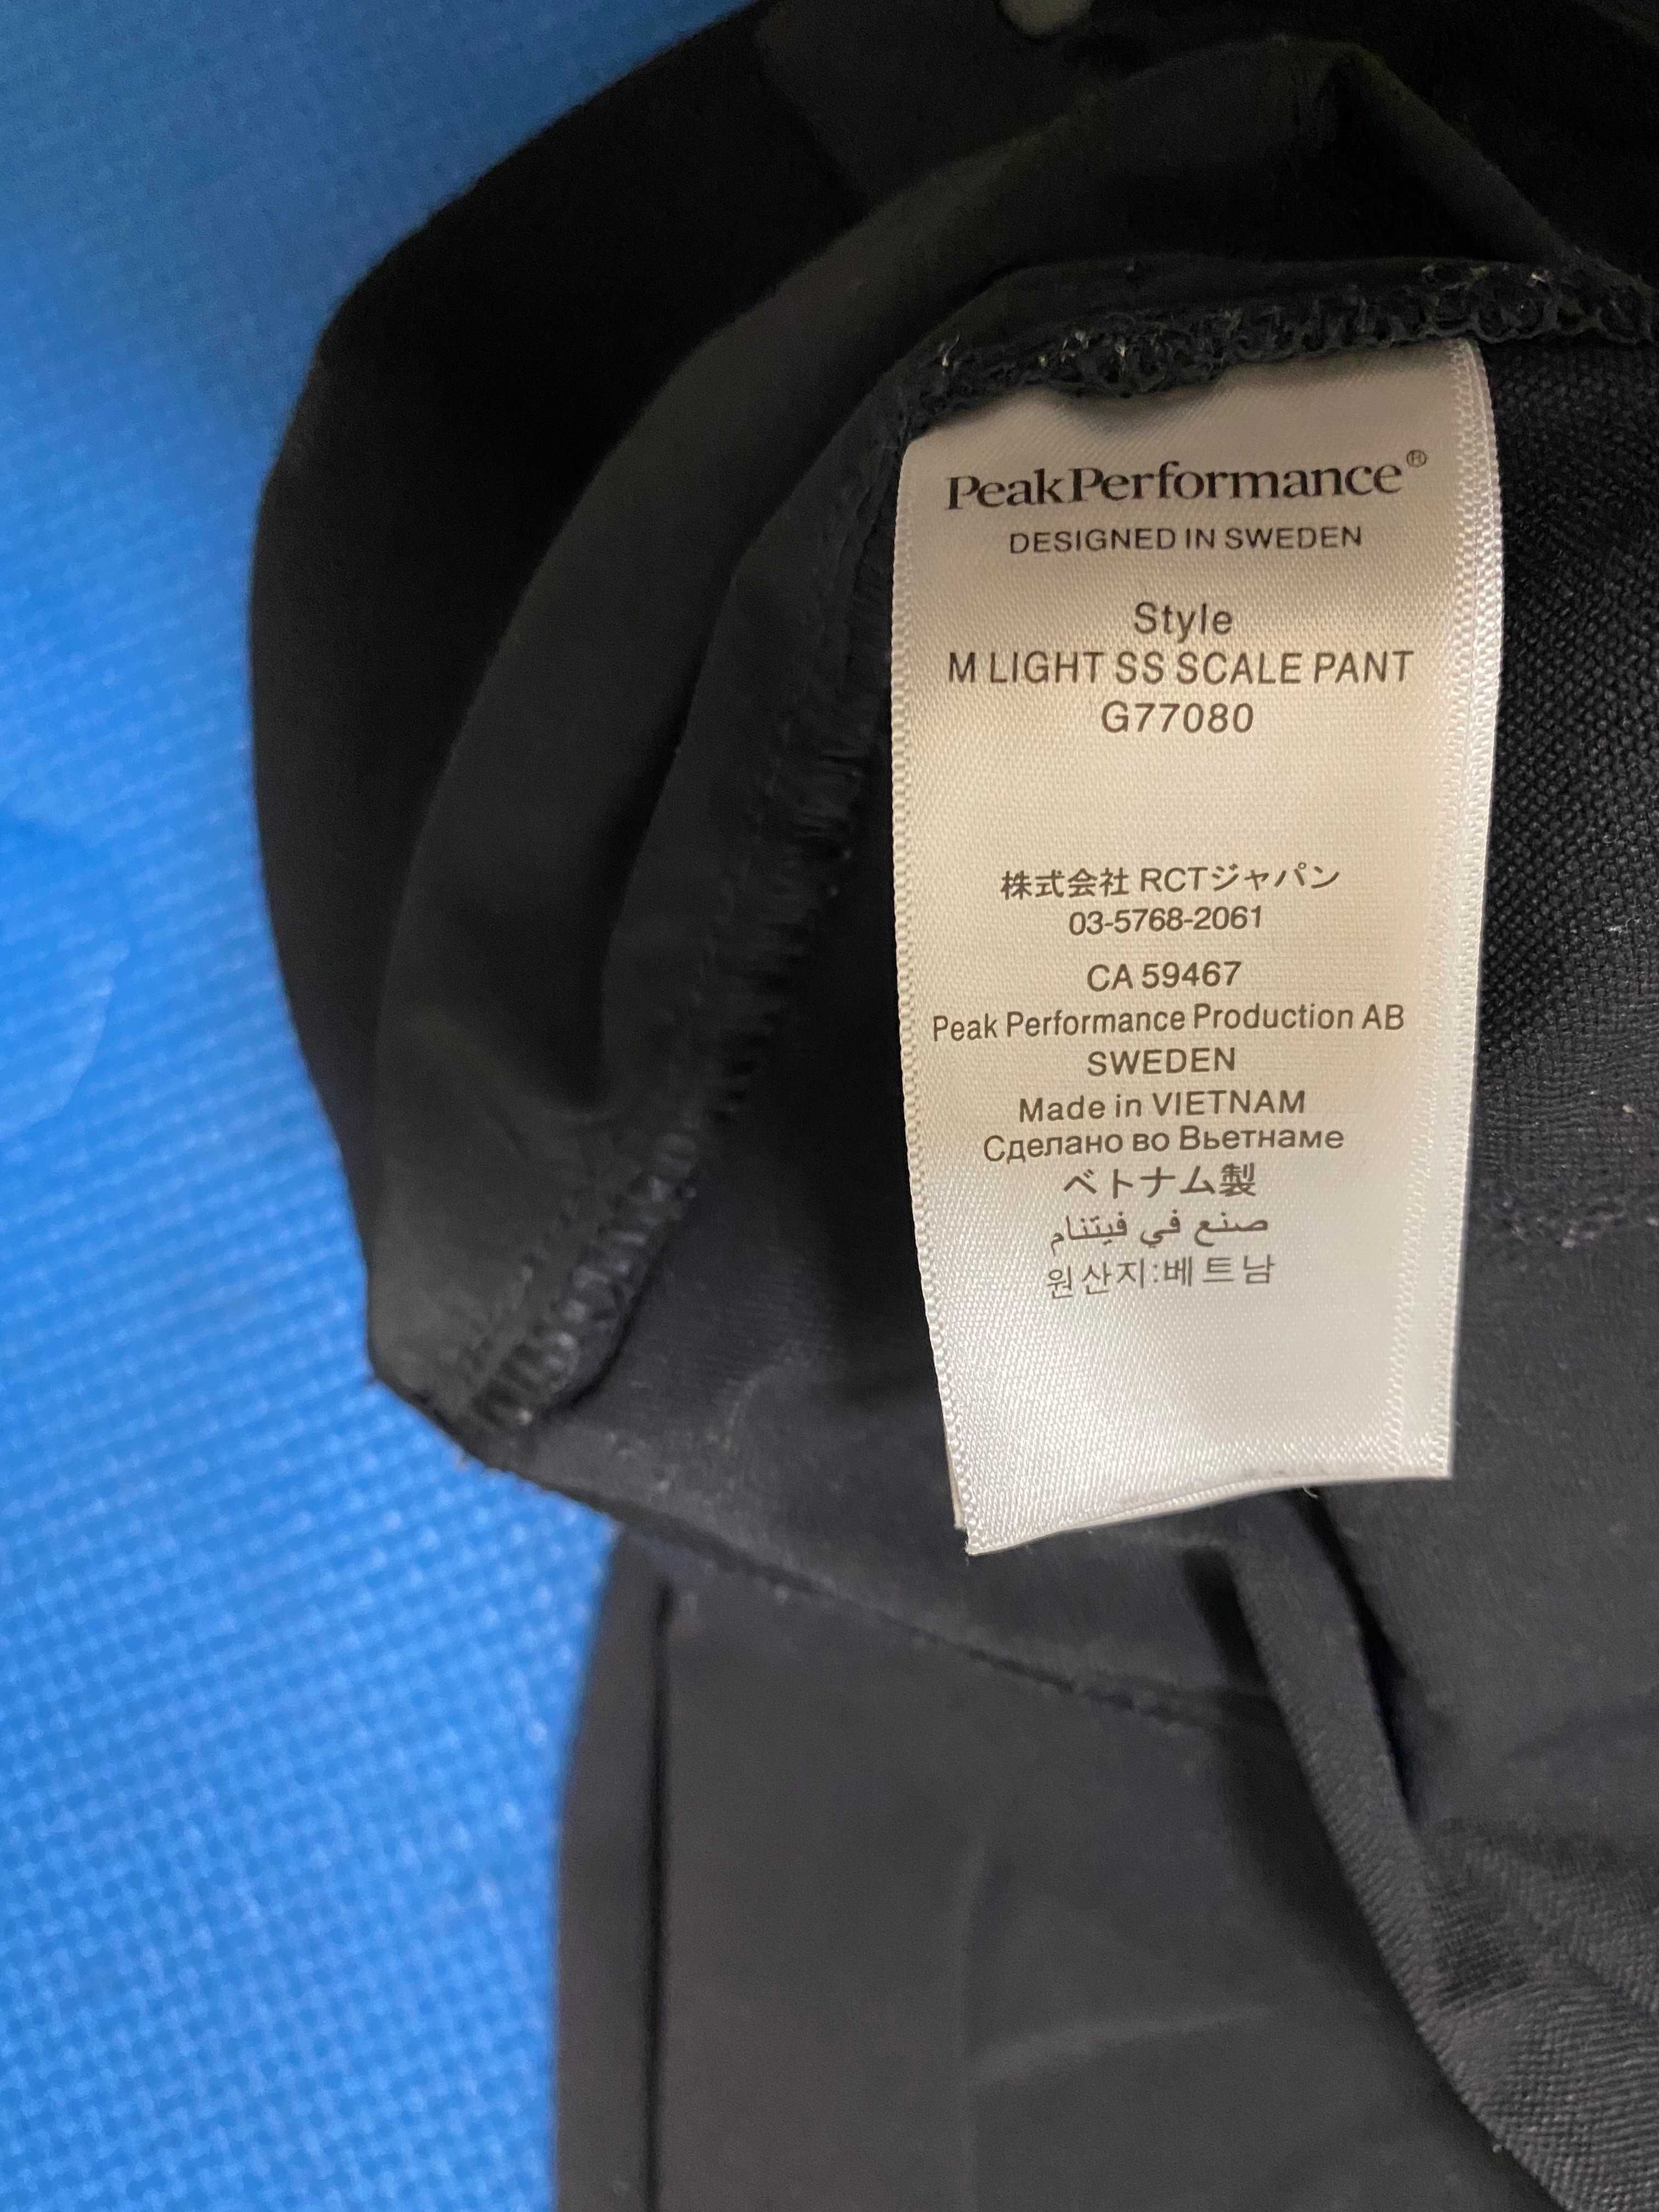 PeakPerformance®
DESIGNED IN SWEDEN
Style
M LIGHT SS SCALE PANT
G77080
株式会社 RCTジャパン
03-5768-2061
CA 59467
Peak Performance Production AB
SWEDEN
Made in VIETNAM
Сделано во Вьетнаме
ベトナム製
صنع في فيتنام
원산지:베트남